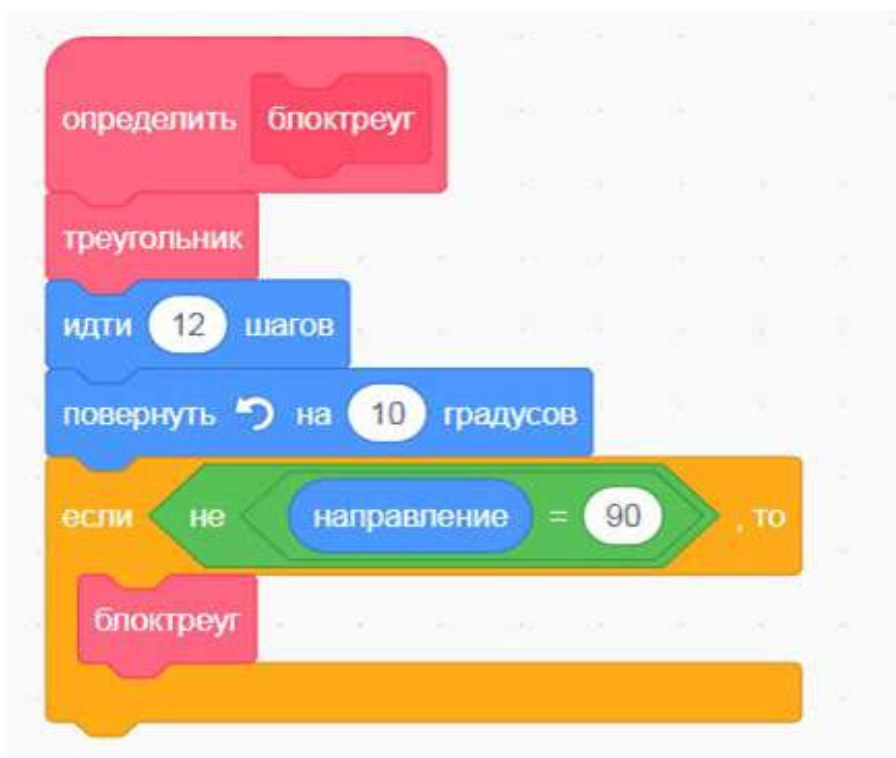 определить блоктреуг
треугольник
идти 12 шагов
повернуть на 10 градусов
если не направление = 90 , то
блоктреуг